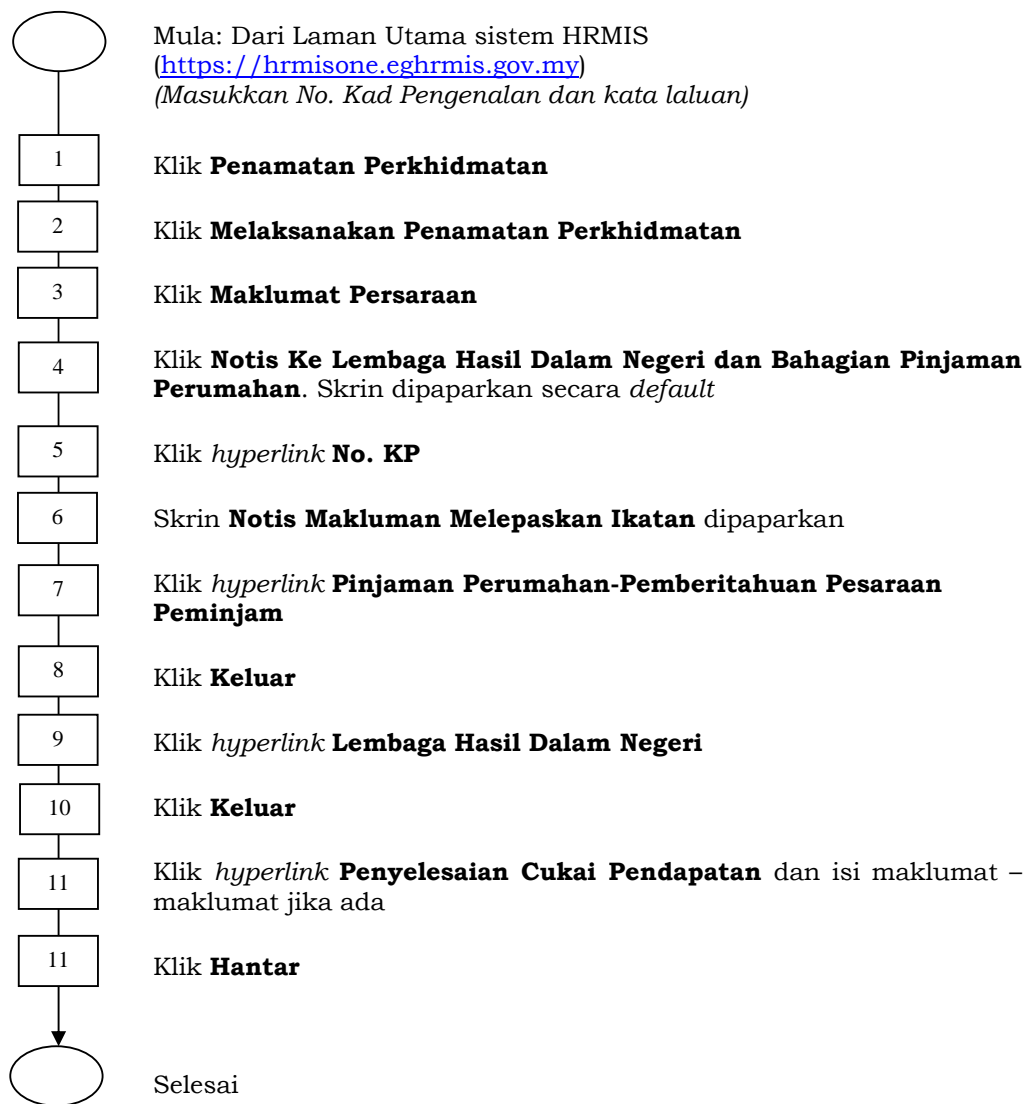 Mula: Dari Laman Utama sistem HRMIS
(https://hrmisone.eghrmis.gov.my)
(Masukkan No. Kad Pengenalan dan kata laluan)
1
Klik Penamatan Perkhidmatan
2
Klik Melaksanakan Penamatan Perkhidmatan
3
Klik Maklumat Persaraan
4
Klik Notis Ke Lembaga Hasil Dalam Negeri dan Bahagian Pinjaman
Perumahan. Skrin dipaparkan secara default
5
Klik hyperlink No. KP
6
Skrin Notis Makluman Melepaskan Ikatan dipaparkan
7
Klik hyperlink Pinjaman Perumahan-Pemberitahuan Pesaraan
Peminjam
8
Klik Keluar
9
Klik hyperlink Lembaga Hasil Dalam Negeri
10
Klik Keluar
11
Klik hyperlink Penyelesaian Cukai Pendapatan dan isi maklumat –
maklumat jika ada
11
Klik Hantar
Selesai